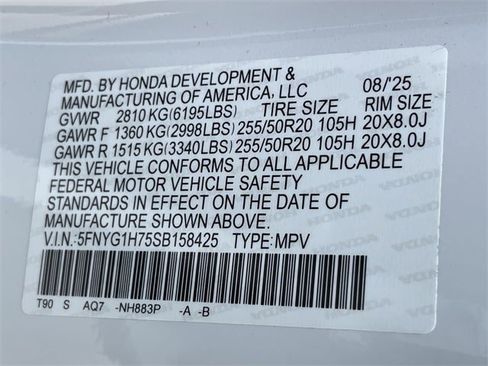 MFD. BY HONDA DEVELOPMENT &
MANUFACTURING OF AMERICA, LLC 08/'25
GVWR 2810 KG(6195LBS) TIRE SIZE RIM SIZE
GAWR F 1360 KG(2998LBS) 255/50R20 105H 20X8.0J
GAWR R 1515 KG(3340LBS) 255/50R20 105H 20X8.0J
THIS VEHICLE CONFORMS TO ALL APPLICABLE
FEDERAL MOTOR VEHICLE SAFETY
STANDARDS IN EFFECT ON THE DATE OF
MANUFACTURE SHOWN ABOVE.
V.I.N.:5FNYG1H75SB158425 TYPE:MPV
T90 S AQ7 -NH883P -A -B